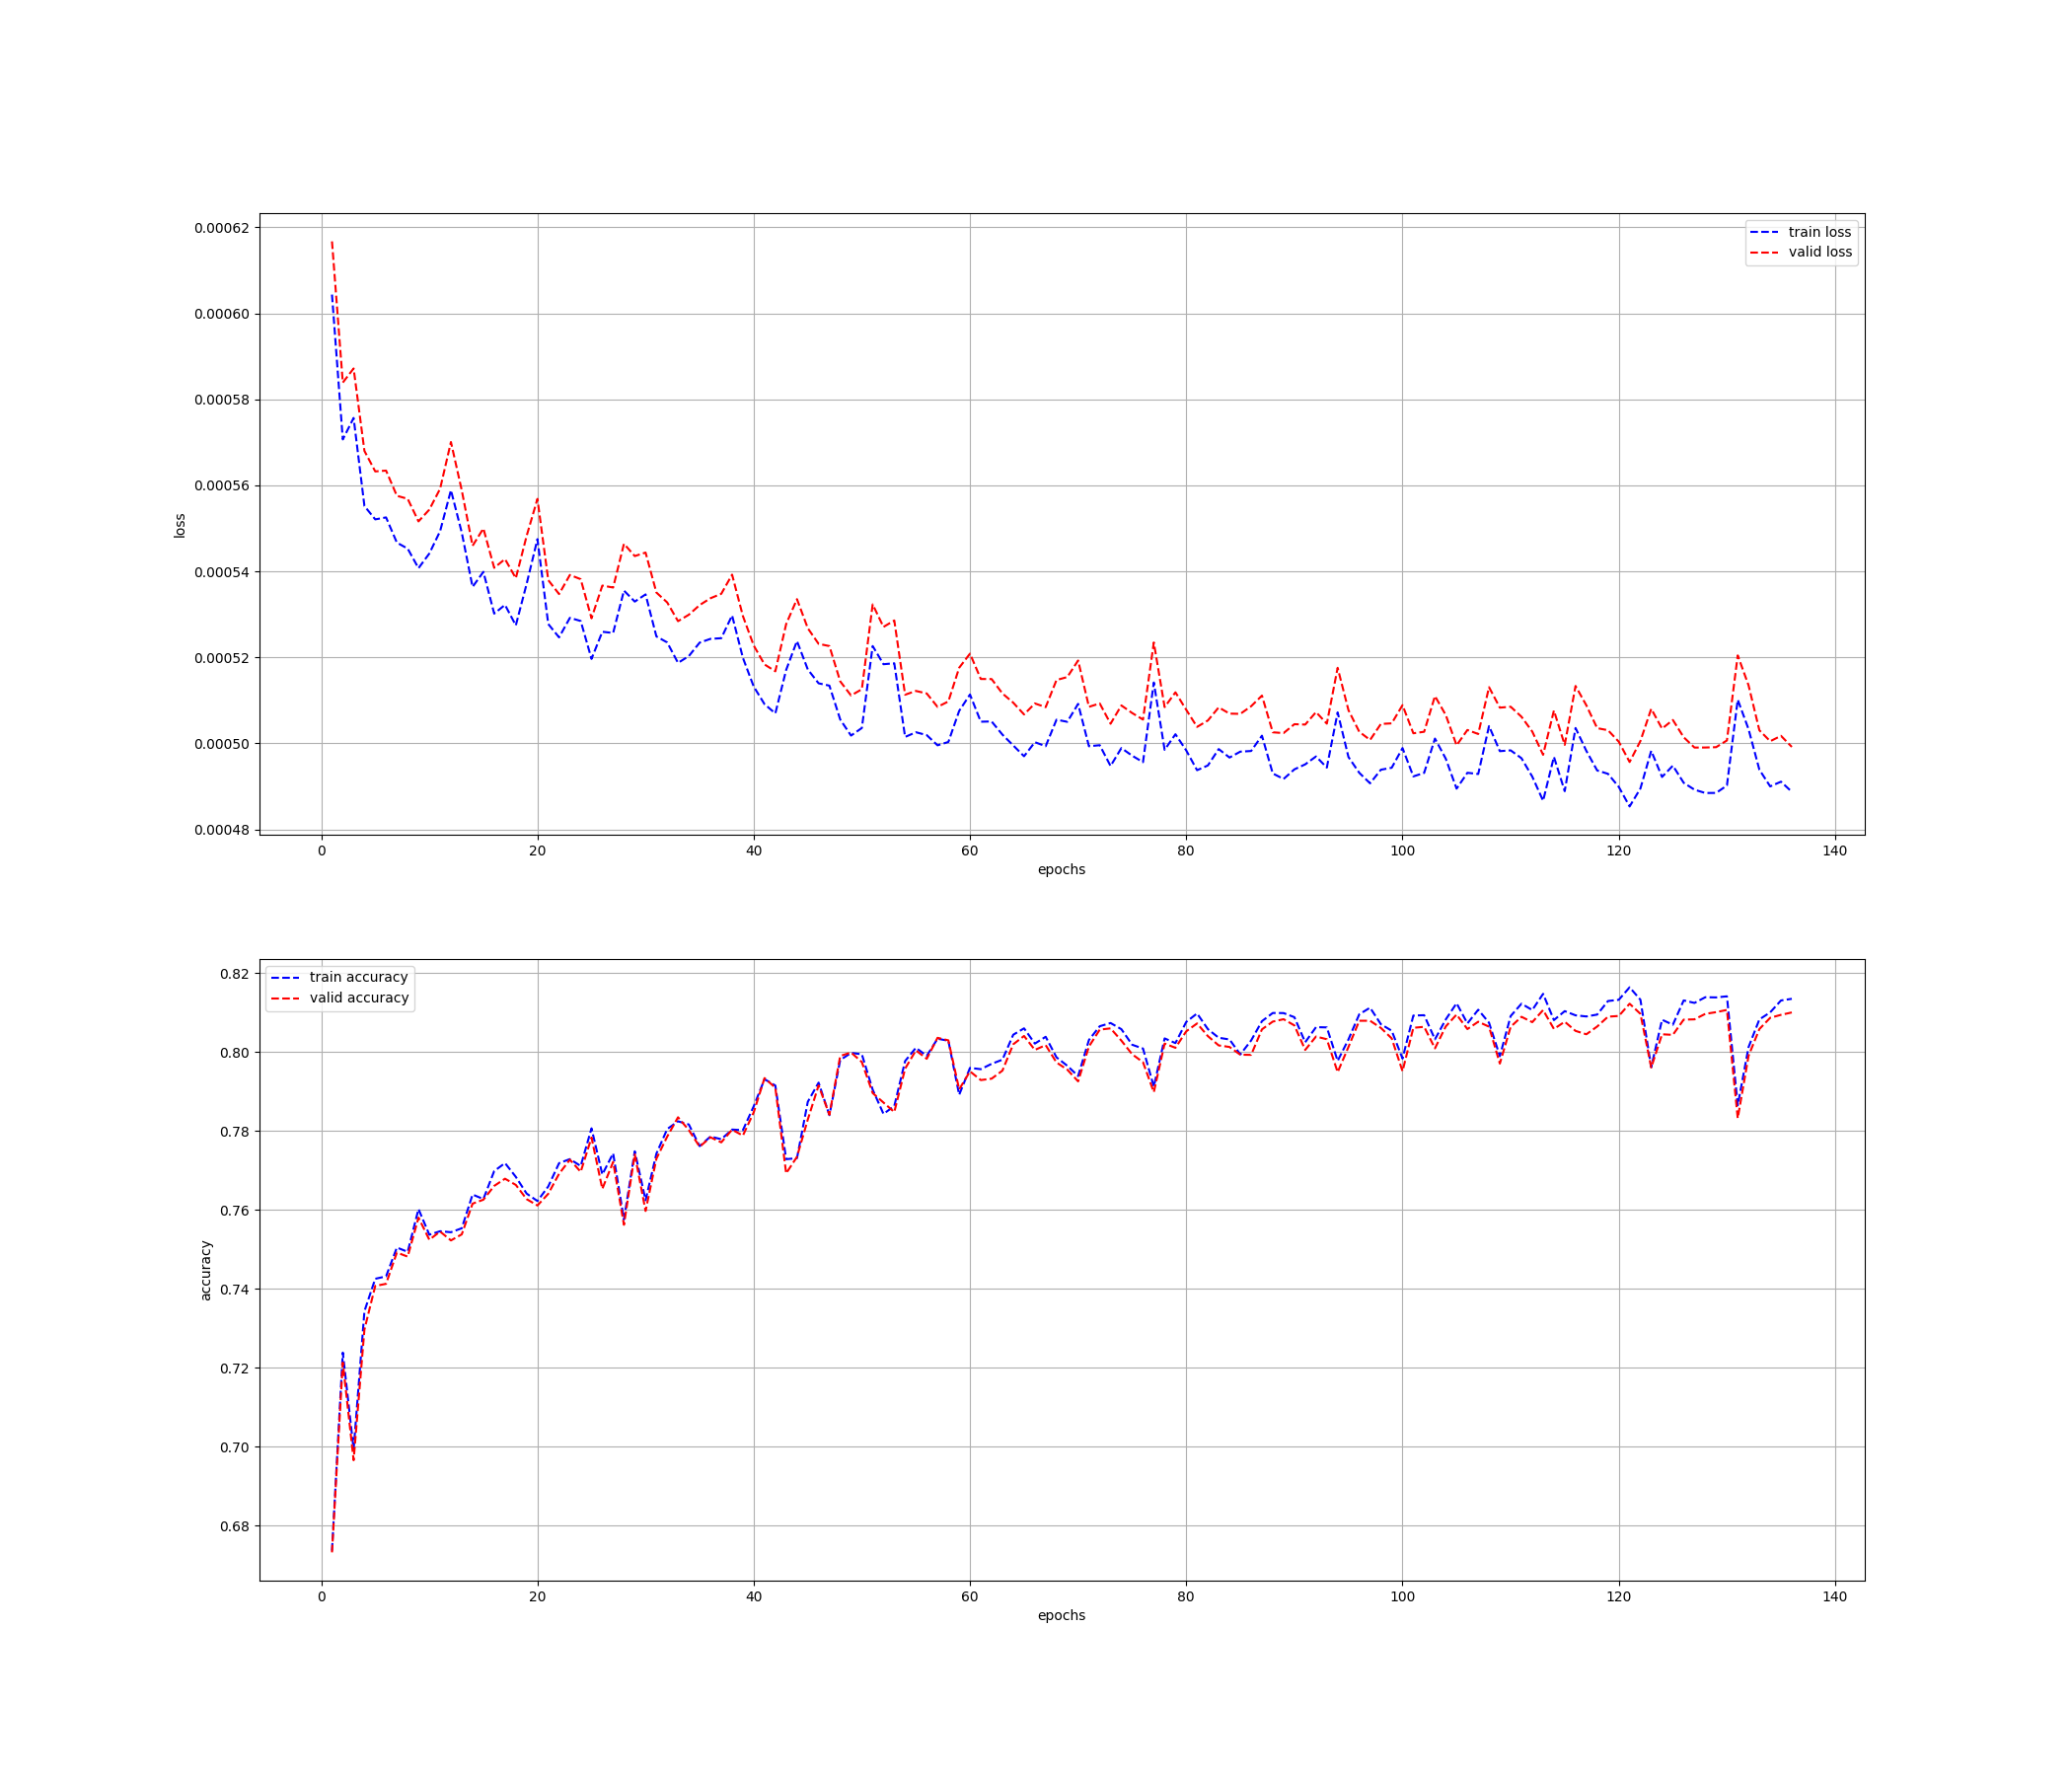 0.00062
train loss
valid loss
0.00060
0.00058
0.00056
loss
0.00054
0.00052
0.00050
0.00048
0 20 40 60 80 100 120 140
epochs
0.82
train accuracy
valid accuracy
0.80
0.78
0.76
accuracy
0.74
0.72
0.70
0.68
0 20 40 60 80 100 120 140
epochs